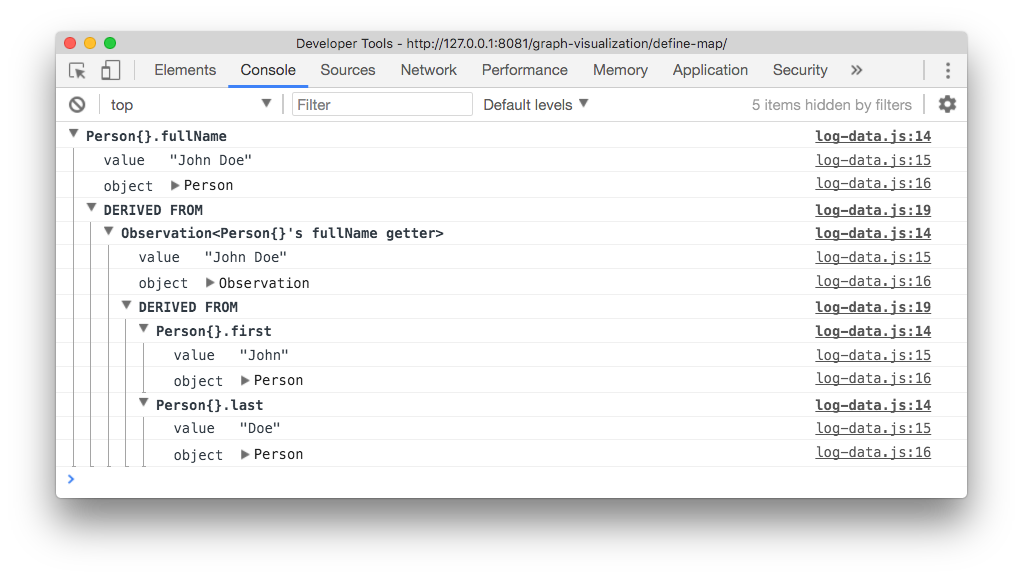 Developer Tools - http://127.0.0.1:8081/graph-visualization/define-map/
Elements Console Sources Network Performance Memory Application Security »
top Filter Default levels 5 items hidden by filters
Person{}.fullName log-data.js:14
value "John Doe" log-data.js:15
object Person log-data.js:16
DERIVED FROM log-data.js:19
Observation<Person{}'s fullName getter> log-data.js:14
value "John Doe" log-data.js:15
object Observation log-data.js:16
DERIVED FROM log-data.js:19
Person{}.first log-data.js:14
value "John" log-data.js:15
object Person log-data.js:16
Person{}.last log-data.js:14
value "Doe" log-data.js:15
object Person log-data.js:16